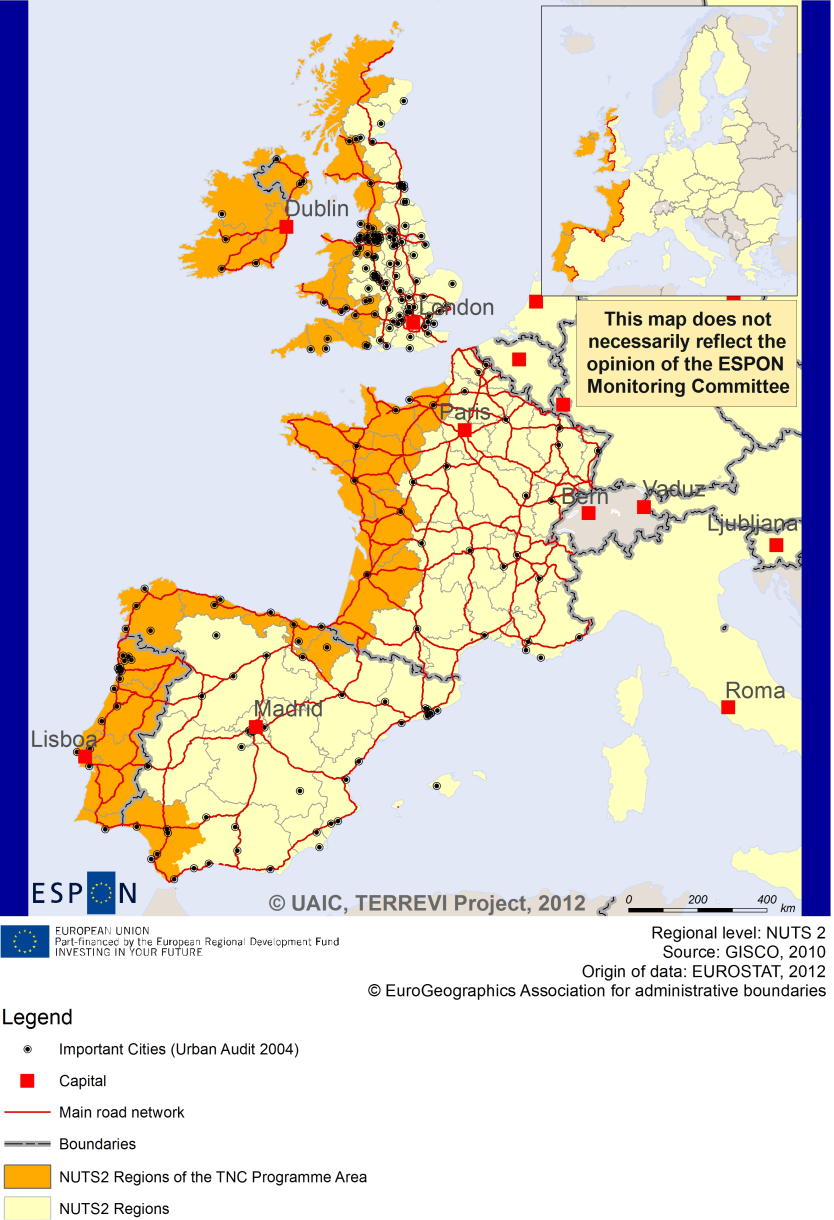 Dublin
London
This map does not
necessarily reflect the
opinion of the ESPON
Monitoring Committee
Paris
Bern
Vaduz
Ljubljana
Madrid
Roma
Lisboa
ESPON
© UAIC, TERREVI Project, 2012
0 200 400
km
EUROPEAN UNION
Part-financed by the European Regional Development Fund
INVESTING IN YOUR FUTURE
Regional level: NUTS 2
Source: GISCO, 2010
Origin of data: EUROSTAT, 2012
© EuroGeographics Association for administrative boundaries
Legend
Important Cities (Urban Audit 2004)
Capital
Main road network
Boundaries
NUTS2 Regions of the TNC Programme Area
NUTS2 Regions